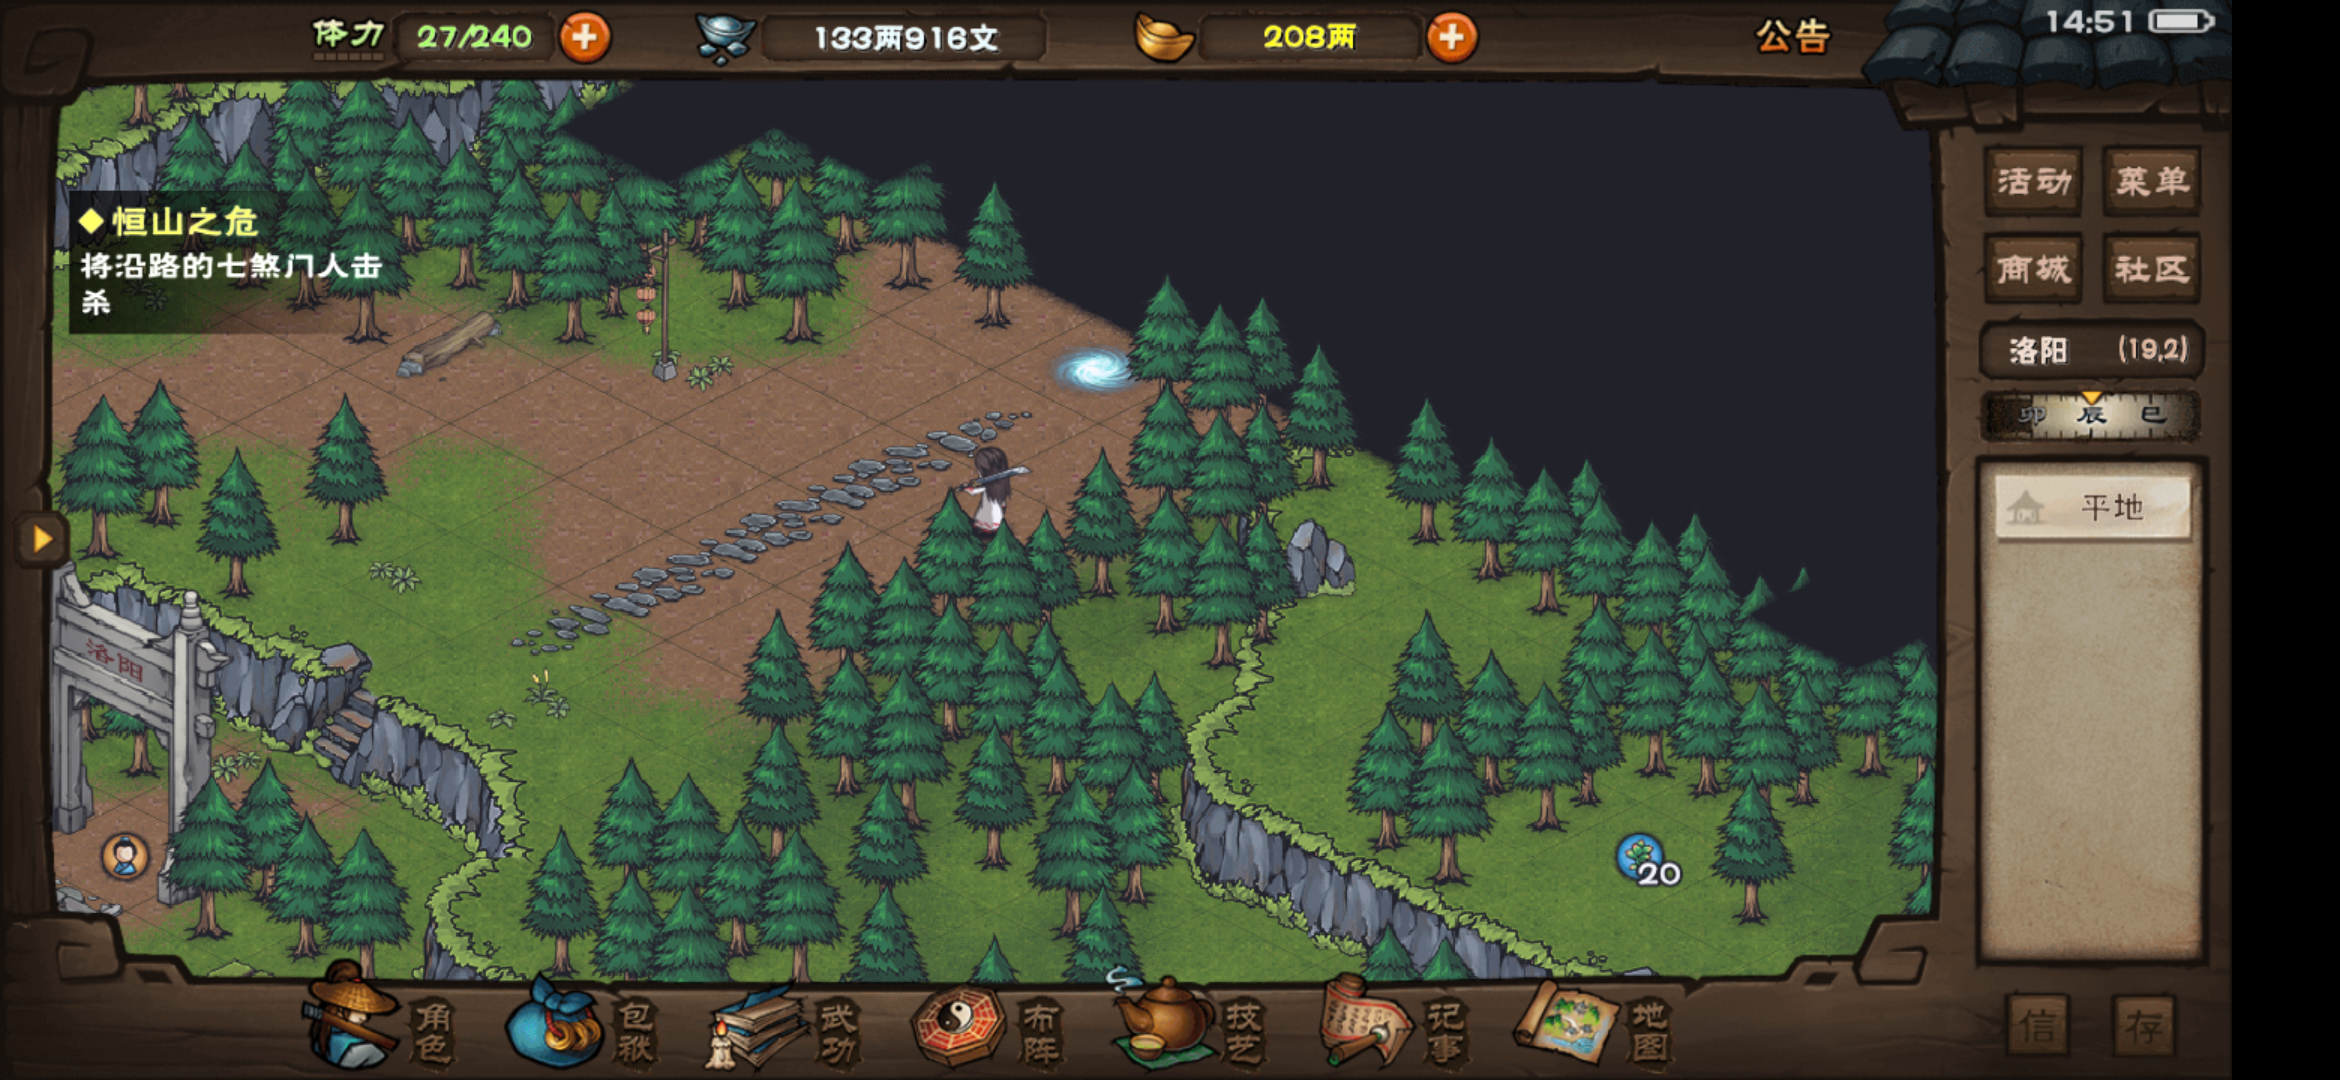 体力 27/240 133两916文 208两 公告 14:51
恒山之危
将沿路的七煞门人击
杀
活动 菜单
商城 社区
洛阳 (19,2)
卯 辰 巳
平地
洛阳
20
角色 包袱 武功 布阵 技艺 记事 地图 信 存